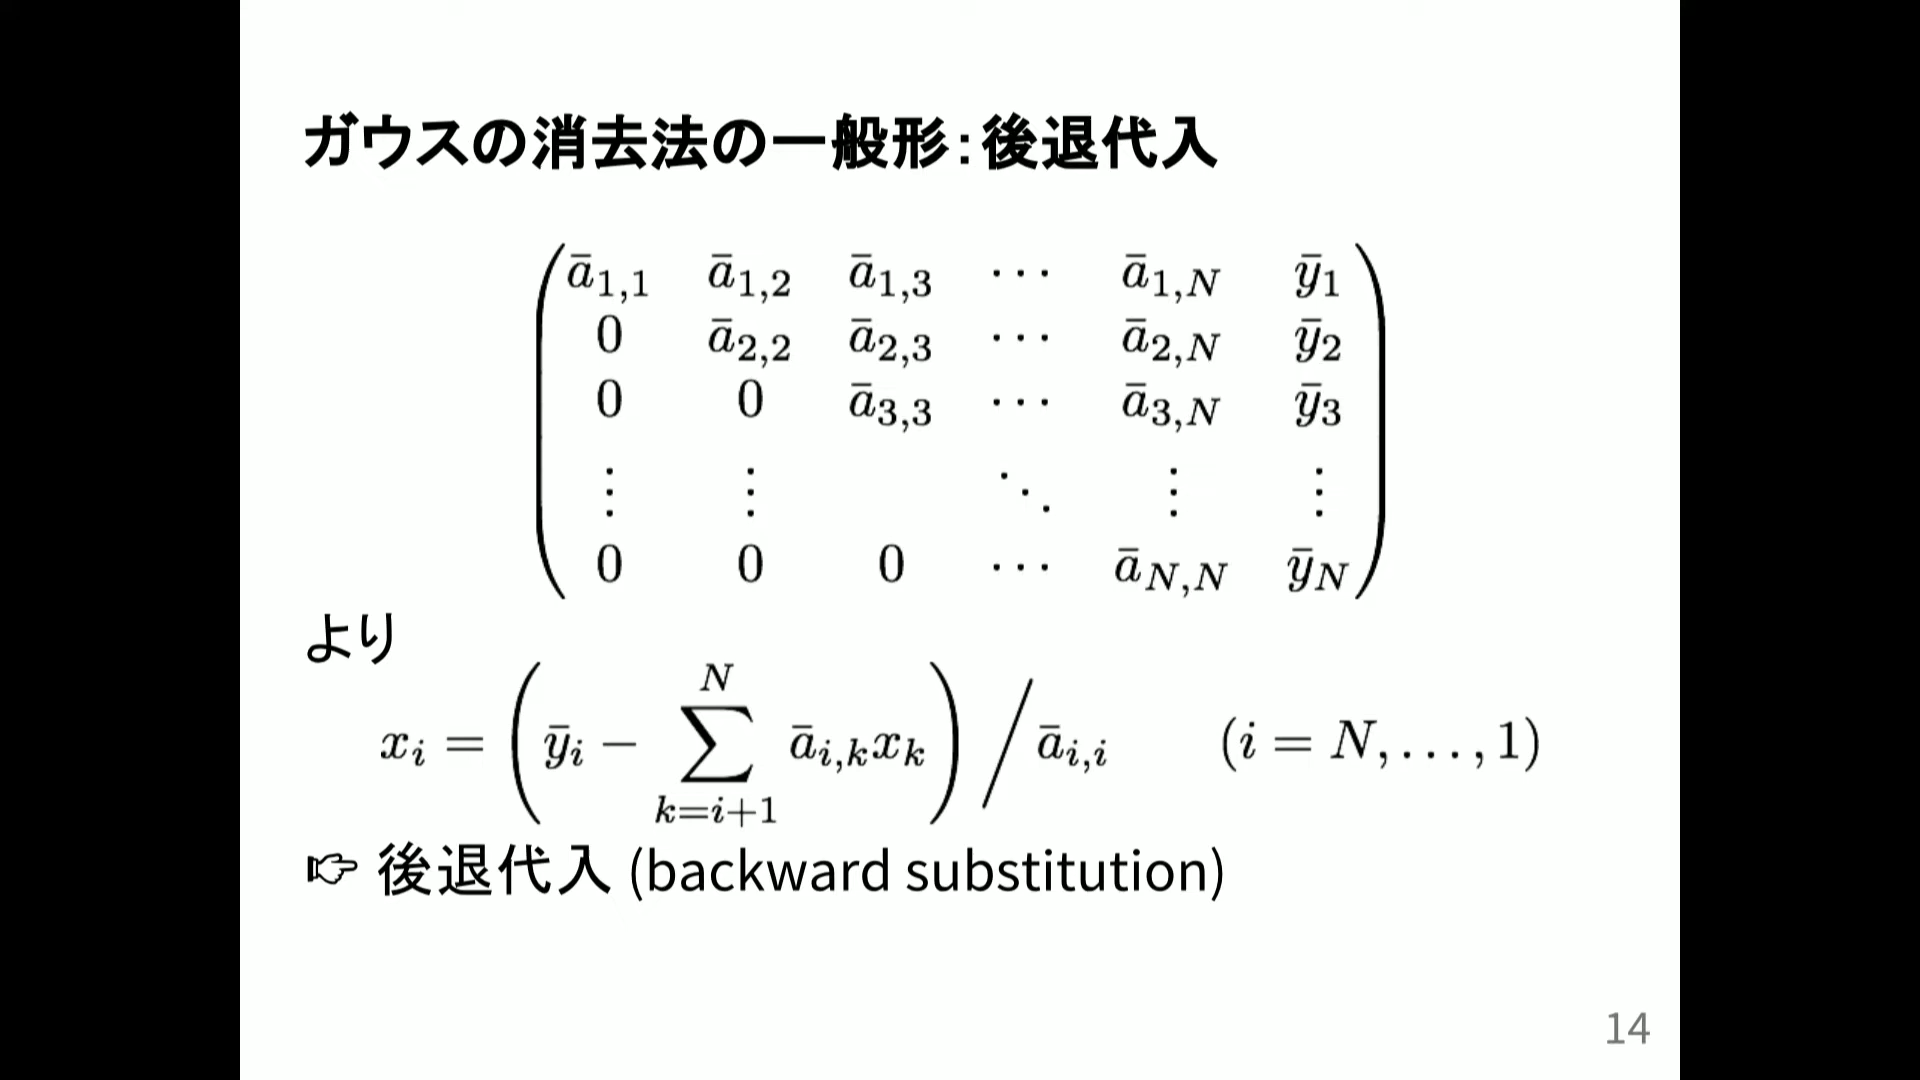 ガウスの消去法の一般形：後退代入
ā1,1 ā1,2 ā1,3 ⋯ ā1,N ȳ1
0 ā2,2 ā2,3 ⋯ ā2,N ȳ2
0 0 ā3,3 ⋯ ā3,N ȳ3
⋮ ⋮ ⋱ ⋮ ⋮
0 0 0 ⋯ āN,N ȳN
より
xi = (ȳi − ∑_{k=i+1}^{N} āi,k xk) / āi,i (i = N, . . . , 1)
☞ 後退代入 (backward substitution)
14